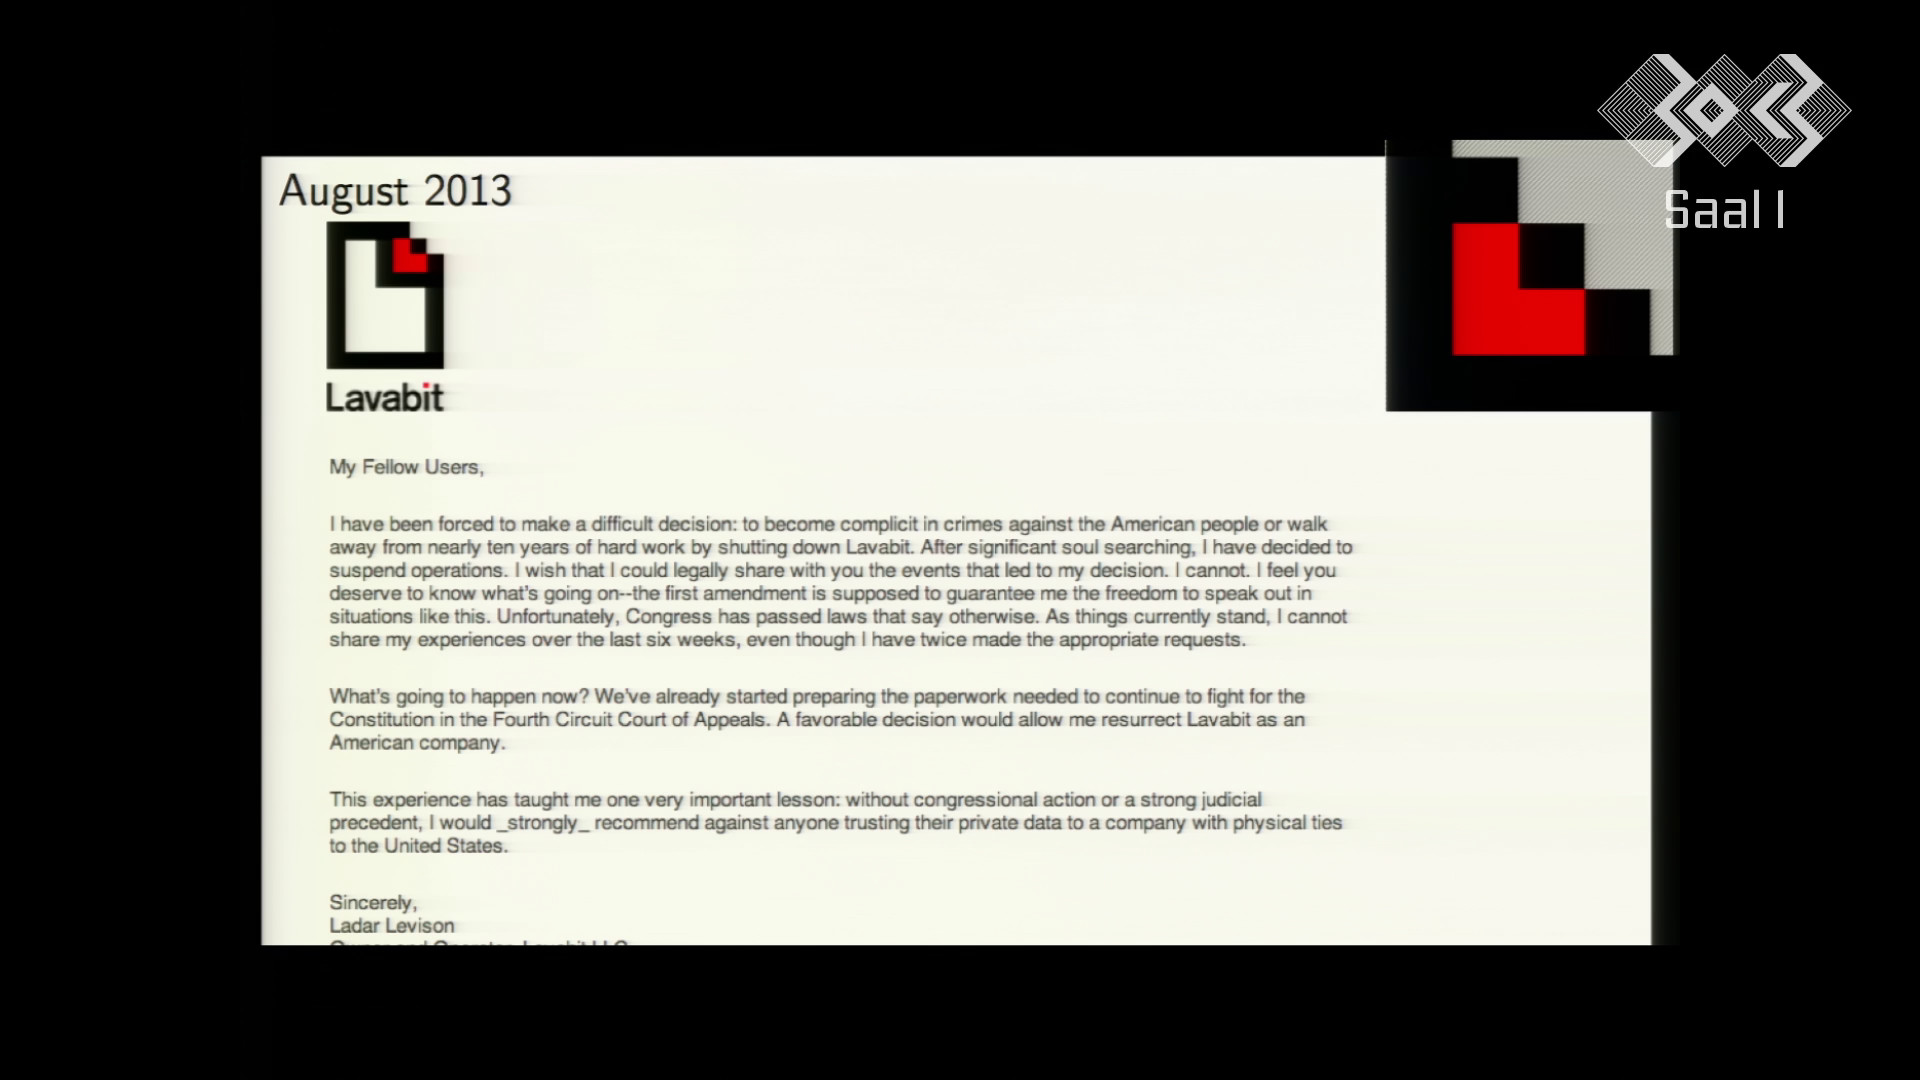 August 2013
Saal 1
Lavabit
My Fellow Users,
I have been forced to make a difficult decision: to become complicit in crimes against the American people or walk
away from nearly ten years of hard work by shutting down Lavabit. After significant soul searching, I have decided to
suspend operations. I wish that I could legally share with you the events that led to my decision. I cannot. I feel you
deserve to know what's going on--the first amendment is supposed to guarantee me the freedom to speak out in
situations like this. Unfortunately, Congress has passed laws that say otherwise. As things currently stand, I cannot
share my experiences over the last six weeks, even though I have twice made the appropriate requests.
What's going to happen now? We've already started preparing the paperwork needed to continue to fight for the
Constitution in the Fourth Circuit Court of Appeals. A favorable decision would allow me resurrect Lavabit as an
American company.
This experience has taught me one very important lesson: without congressional action or a strong judicial
precedent, I would _strongly_ recommend against anyone trusting their private data to a company with physical ties
to the United States.
Sincerely,
Ladar Levison